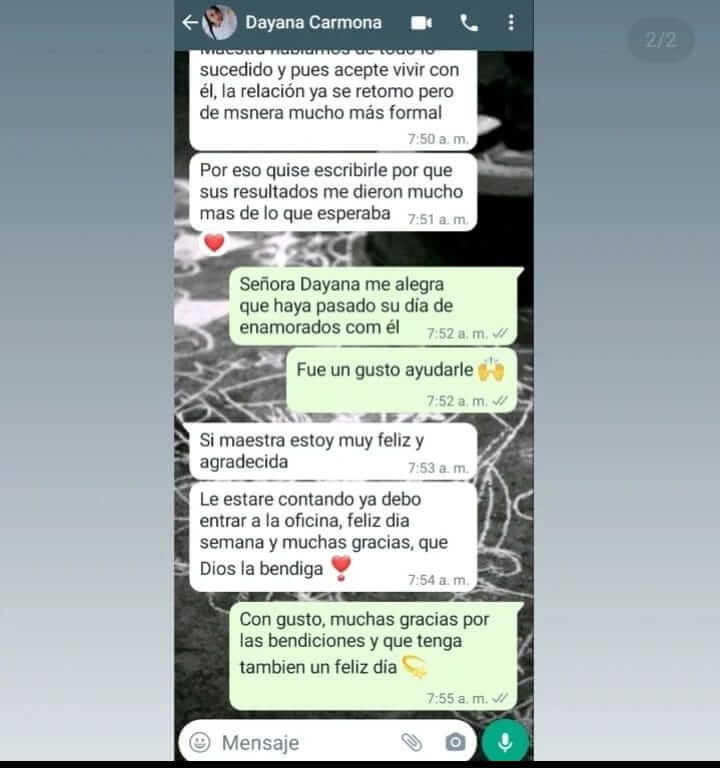 Dayana Carmona
2/2
Maestra hablamos de todo lo
sucedido y pues acepte vivir con
él, la relación ya se retomo pero
de msnera mucho más formal
7:50 a. m.
Por eso quise escribirle por que
sus resultados me dieron mucho
mas de lo que esperaba
7:51 a. m.
Señora Dayana me alegra
que haya pasado su día de
enamorados com él
7:52 a. m.
Fue un gusto ayudarle 🙌
7:52 a. m.
Si maestra estoy muy feliz y
agradecida
7:53 a. m.
Le estare contando ya debo
entrar a la oficina, feliz dia
semana y muchas gracias, que
Dios la bendiga ❣️
7:54 a. m.
Con gusto, muchas gracias por
las bendiciones y que tenga
tambien un feliz día 💫
7:55 a. m.
Mensaje